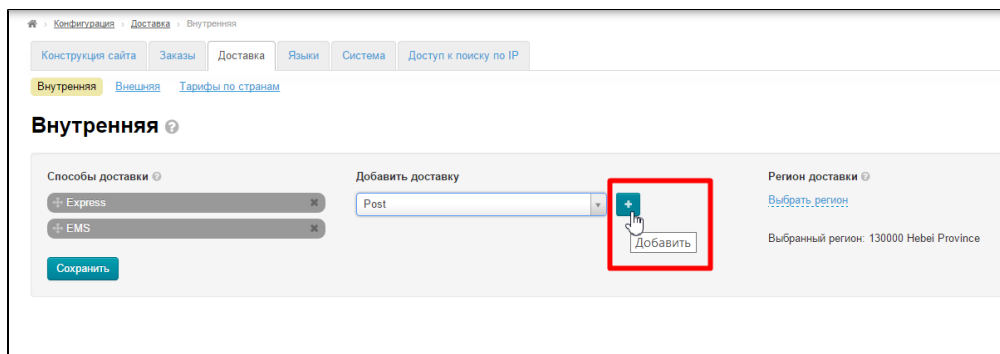 Конфигурация › Доставка › Внутренняя
Конструкция сайта Заказы Доставка Языки Система Доступ к поиску по IP
Внутренняя Внешняя Тарифы по странам
Внутренняя ?
Способы доставки ? Добавить доставку Регион доставки ?
Express Post + Выбрать регион
EMS Добавить Выбранный регион: 130000 Hebei Province
Сохранить